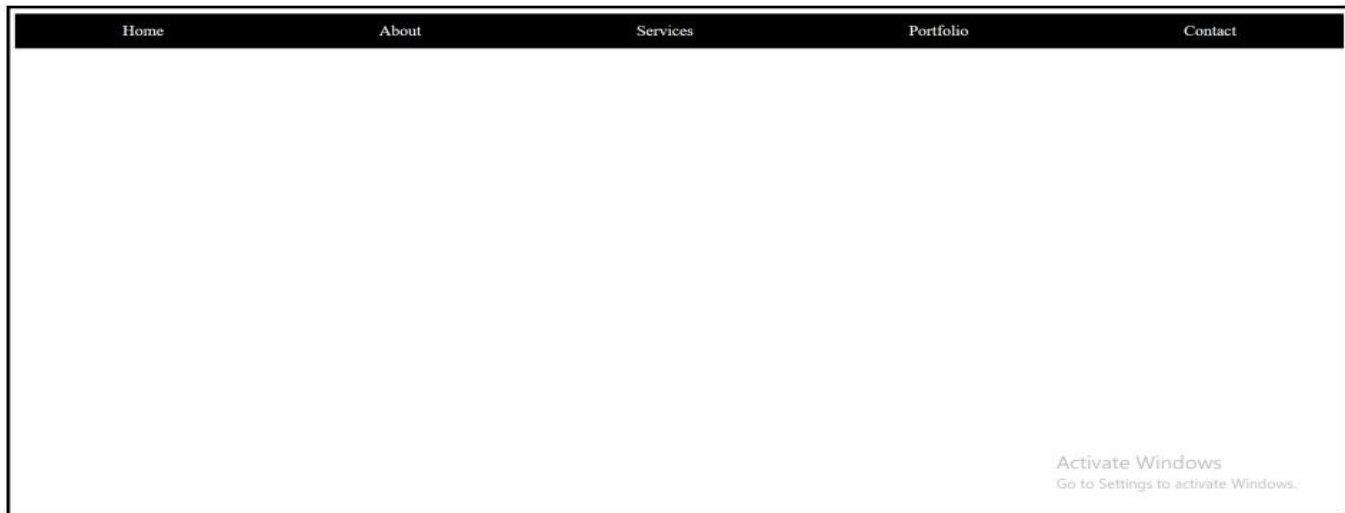 Home About Services Portfolio Contact
Activate Windows
Go to Settings to activate Windows.